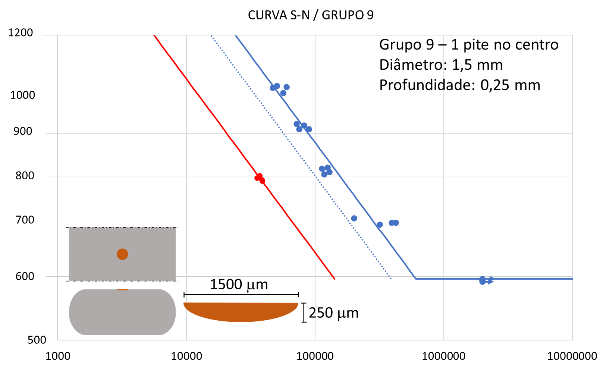 CURVA S-N / GRUPO 9
1200
1000
900
800
700
600
500
Grupo 9 – 1 pite no centro
Diâmetro: 1,5 mm
Profundidade: 0,25 mm
1500 μm
250 μm
1000
10000
100000
1000000
10000000